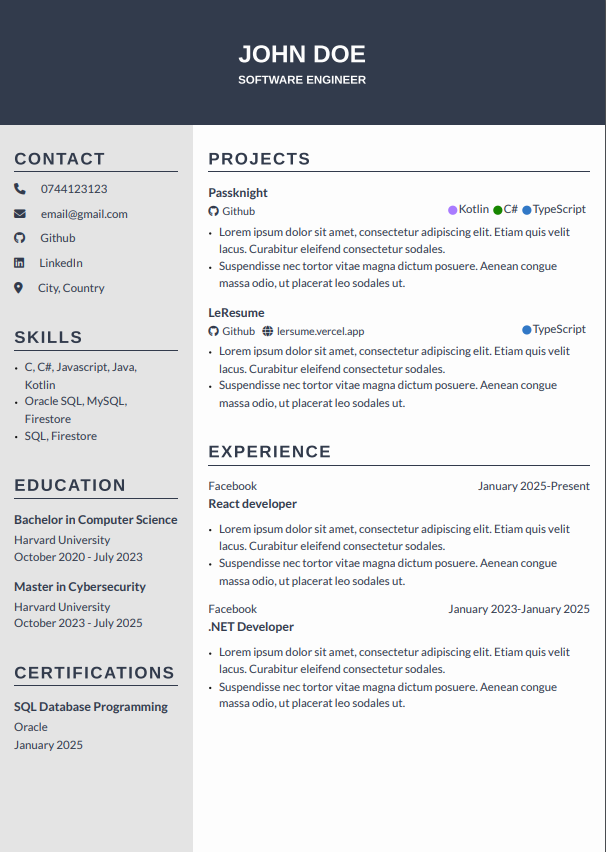 JOHN DOE
SOFTWARE ENGINEER
CONTACT
0744123123
email@gmail.com
Github
LinkedIn
City, Country
SKILLS
C, C#, Javascript, Java,
Kotlin
Oracle SQL, MySQL,
Firestore
SQL, Firestore
EDUCATION
Bachelor in Computer Science
Harvard University
October 2020 - July 2023
Master in Cybersecurity
Harvard University
October 2023 - July 2025
CERTIFICATIONS
SQL Database Programming
Oracle
January 2025
PROJECTS
Passknight
Github Kotlin C# TypeScript
Lorem ipsum dolor sit amet, consectetur adipiscing elit. Etiam quis velit
lacus. Curabitur eleifend consectetur sodales.
Suspendisse nec tortor vitae magna dictum posuere. Aenean congue
massa odio, ut placerat leo sodales ut.
LeResume
Github lersume.vercel.app TypeScript
Lorem ipsum dolor sit amet, consectetur adipiscing elit. Etiam quis velit
lacus. Curabitur eleifend consectetur sodales.
Suspendisse nec tortor vitae magna dictum posuere. Aenean congue
massa odio, ut placerat leo sodales ut.
EXPERIENCE
Facebook January 2025-Present
React developer
Lorem ipsum dolor sit amet, consectetur adipiscing elit. Etiam quis velit
lacus. Curabitur eleifend consectetur sodales.
Suspendisse nec tortor vitae magna dictum posuere. Aenean congue
massa odio, ut placerat leo sodales ut.
Facebook January 2023-January 2025
.NET Developer
Lorem ipsum dolor sit amet, consectetur adipiscing elit. Etiam quis velit
lacus. Curabitur eleifend consectetur sodales.
Suspendisse nec tortor vitae magna dictum posuere. Aenean congue
massa odio, ut placerat leo sodales ut.